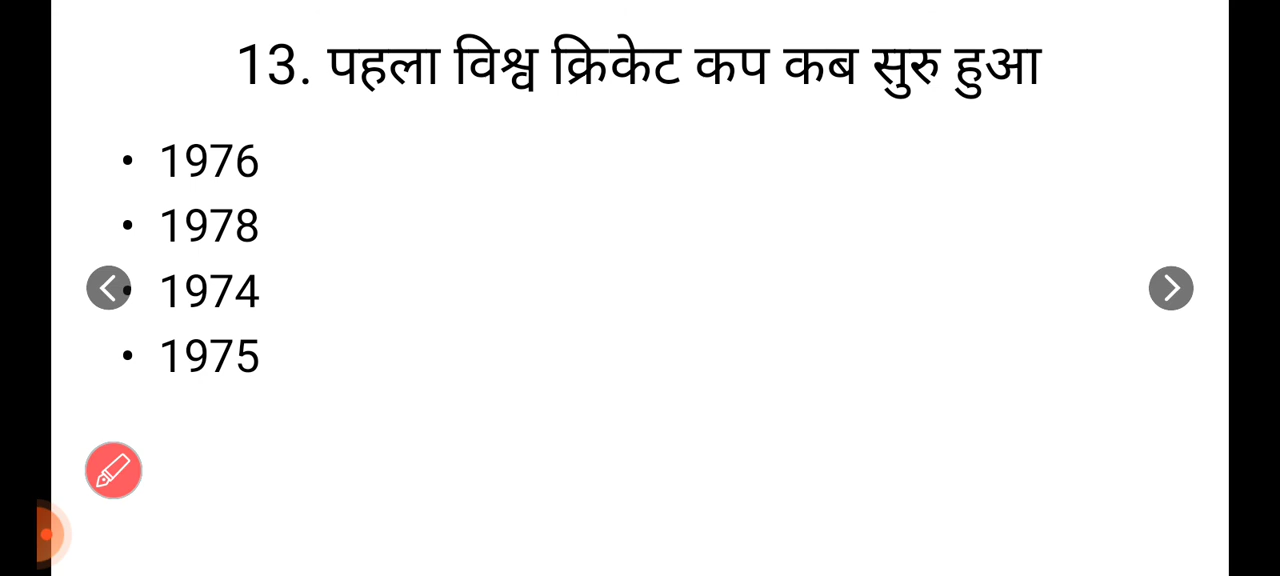 13. पहला विश्व क्रिकेट कप कब सुरु हुआ
• 1976
• 1978
• 1974
• 1975